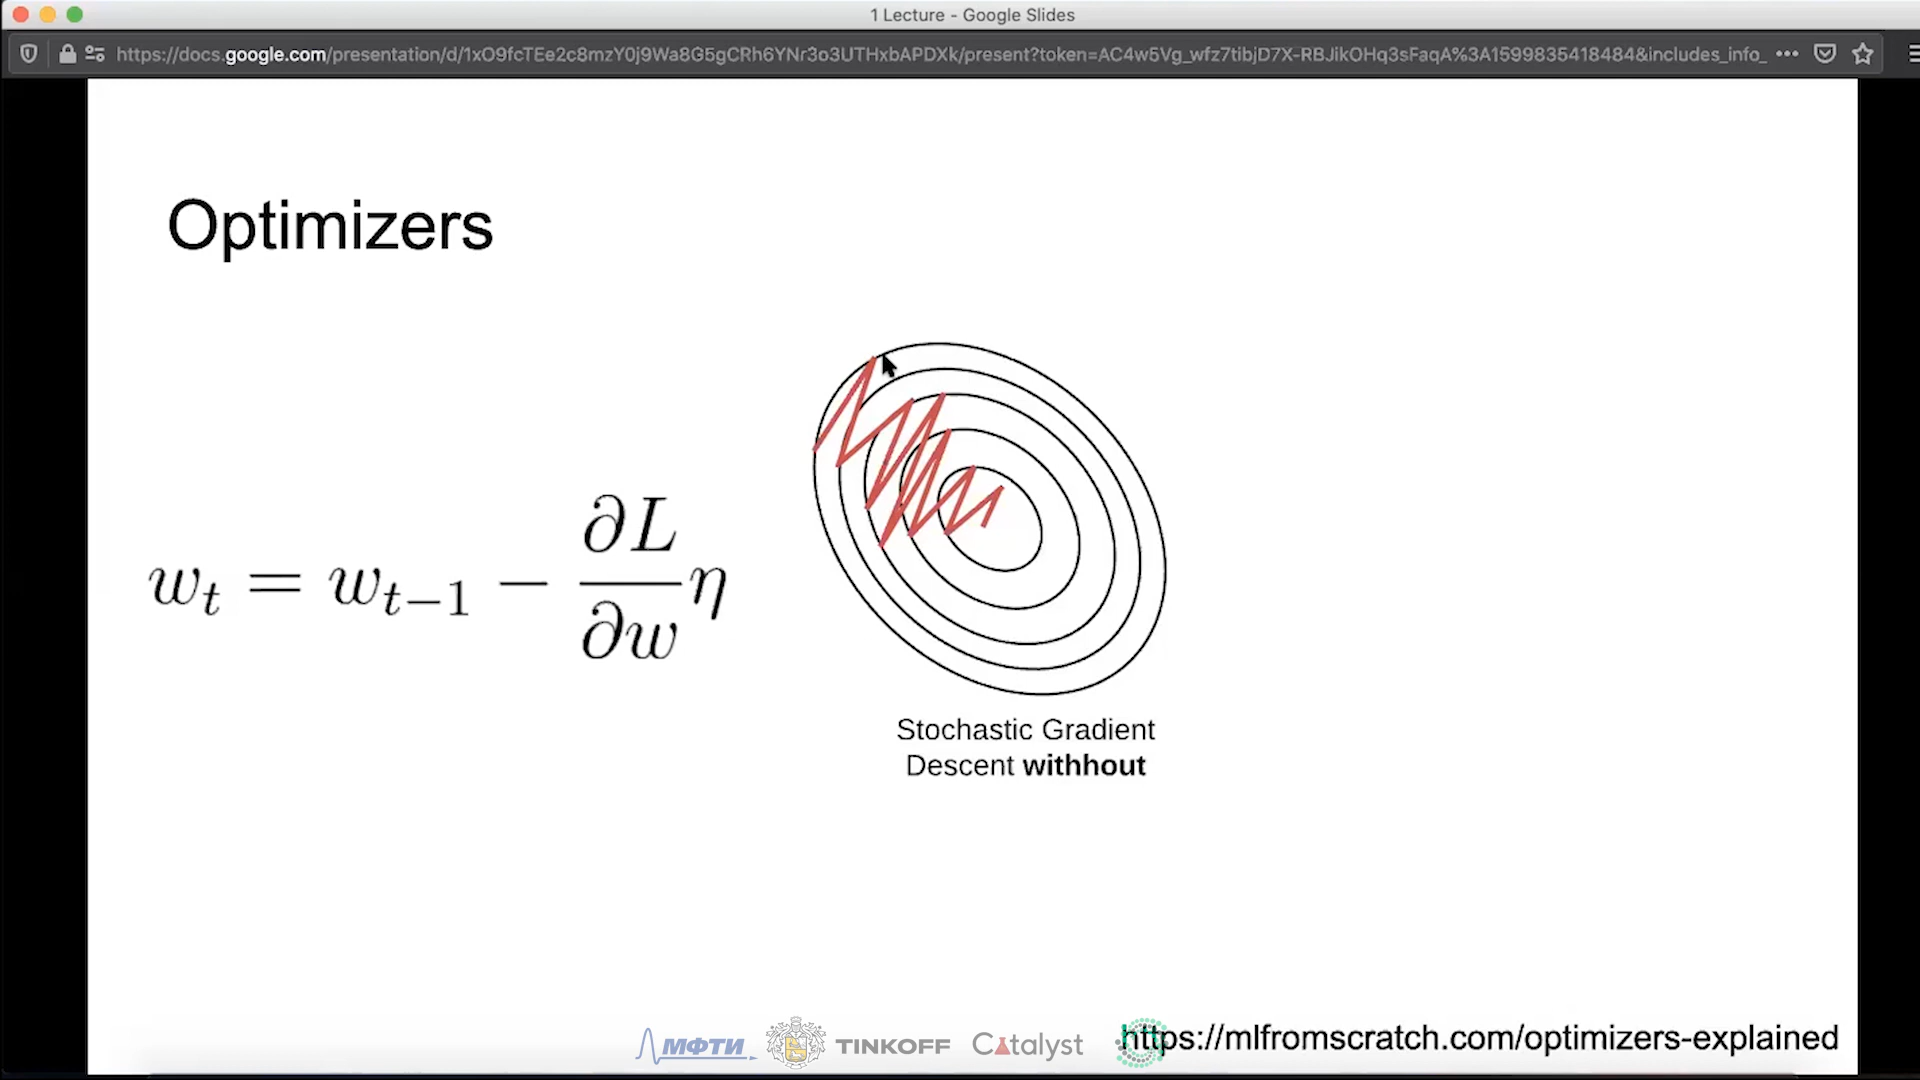 1 Lecture - Google Slides
https://docs.google.com/presentation/d/1xO9fcTEe2c8mzY0j9Wa8G5gCRh6YNr3o3UTHxbAPDXk/present?token=AC4w5Vg_wfz7tibjD7X-RBJikOHq3sFaqA%3A1599835418484&includes_info_
Optimizers
w_t = w_{t-1} - \frac{∂L}{∂w}η
Stochastic Gradient
Descent withhout
МФТИ TINKOFF Catalyst https://mlfromscratch.com/optimizers-explained